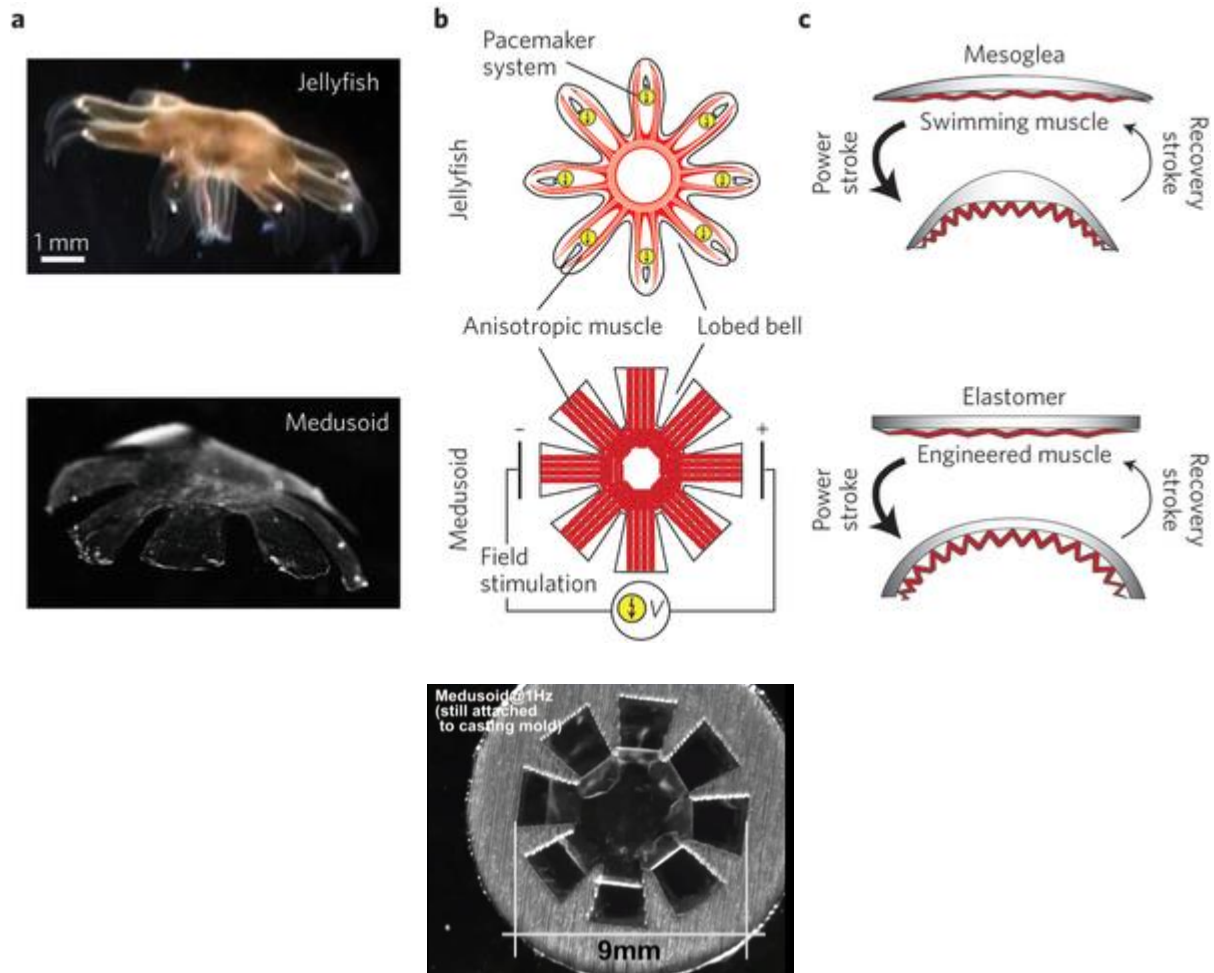 a
Jellyfish
1 mm
Medusoid
b
Pacemaker
system
Jellyfish
Anisotropic muscle
Lobed bell
Medusoid
−
+
Field
stimulation
V
c
Mesoglea
Swimming muscle
Power
stroke
Recovery
stroke
Elastomer
Engineered muscle
Power
stroke
Recovery
stroke
Medusoid@1Hz
(still attached
to casting mold)
9mm